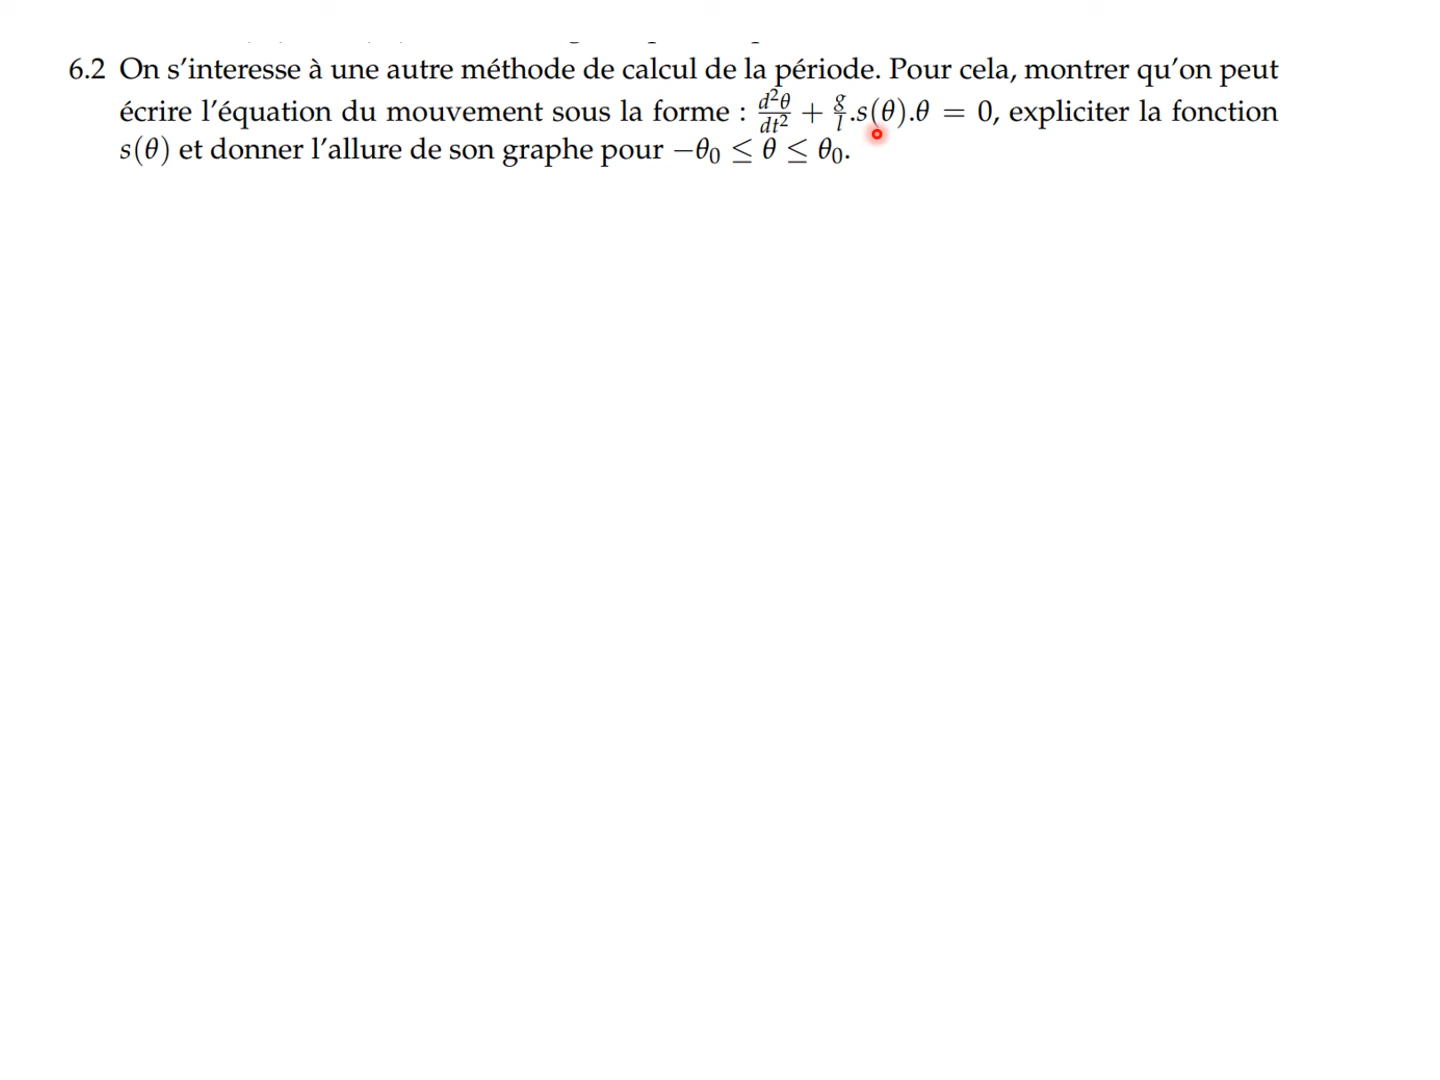 6.2 On s'interesse à une autre méthode de calcul de la période. Pour cela, montrer qu'on peut
écrire l'équation du mouvement sous la forme : d²θ/dt² + g/l.s(θ).θ = 0, expliciter la fonction
s(θ) et donner l'allure de son graphe pour −θ₀ ≤ θ ≤ θ₀.